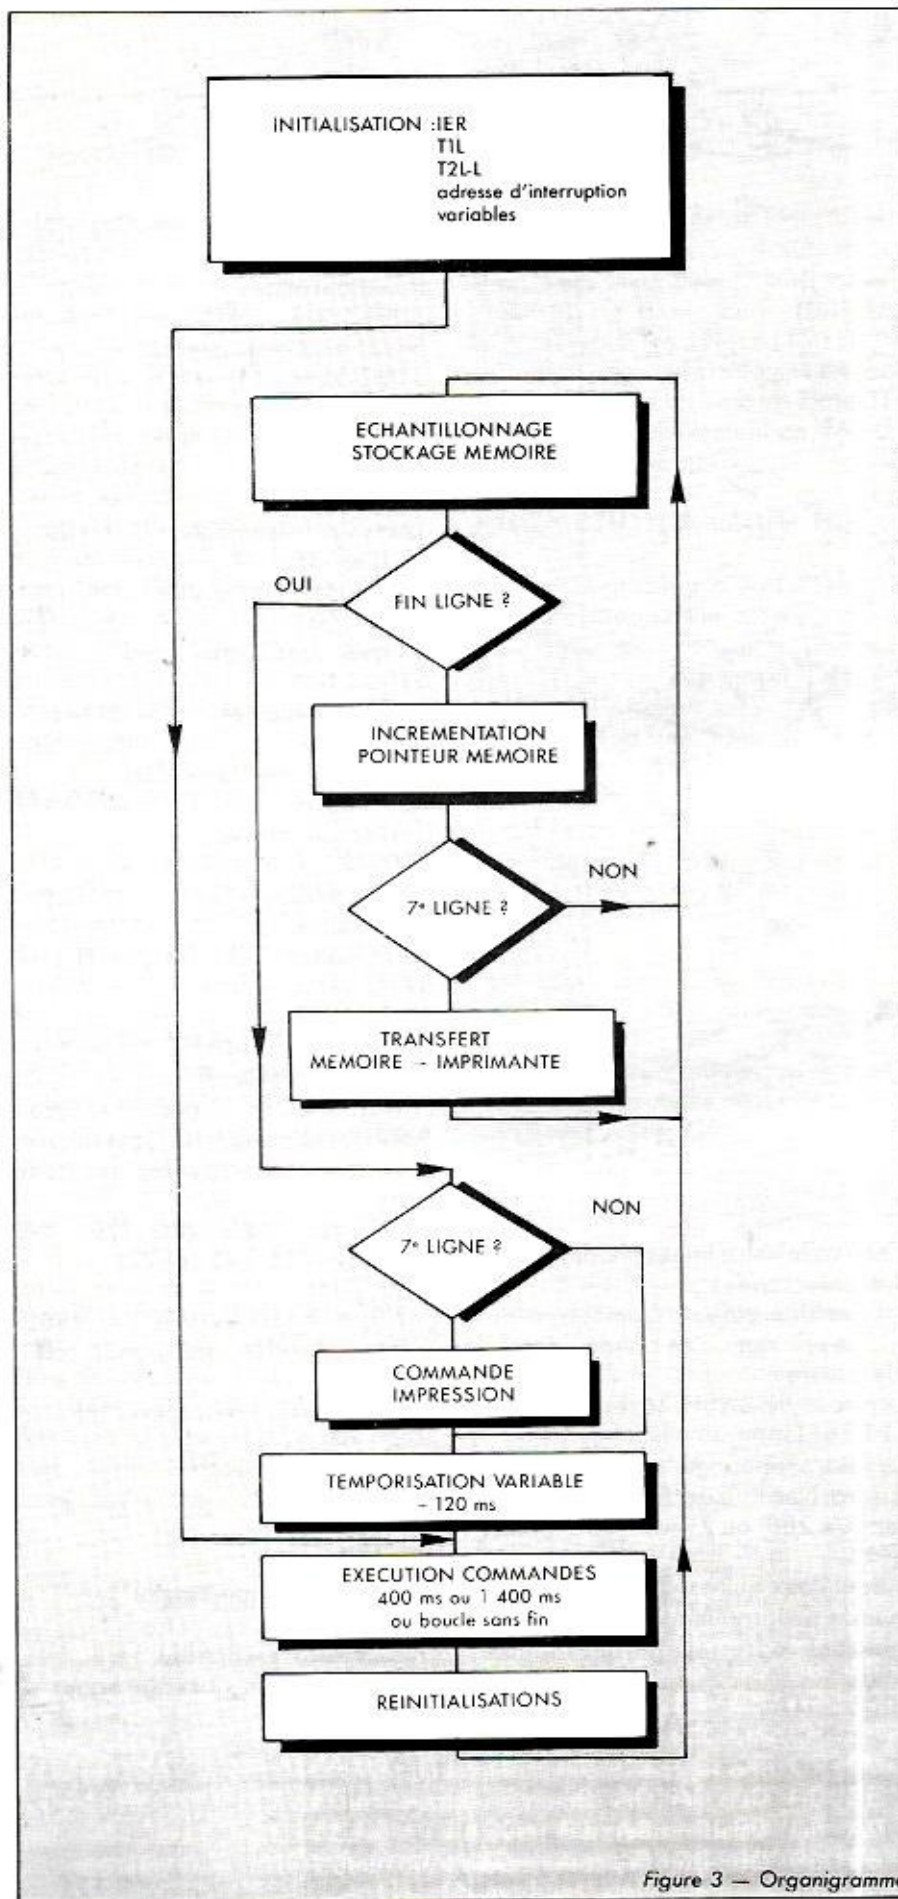 INITIALISATION :IER
T1L
T2L-L
adresse d'interruption
variables
ECHANTILLONNAGE
STOCKAGE MEMOIRE
OUI
FIN LIGNE ?
INCREMENTATION
POINTEUR MEMOIRE
NON
7e LIGNE ?
TRANSFERT
MEMOIRE → IMPRIMANTE
NON
7e LIGNE ?
COMMANDE
IMPRESSION
TEMPORISATION VARIABLE
~ 120 ms
EXECUTION COMMANDES
400 ms ou 1 400 ms
ou boucle sans fin
REINITIALISATIONS
Figure 3 — Organigramme